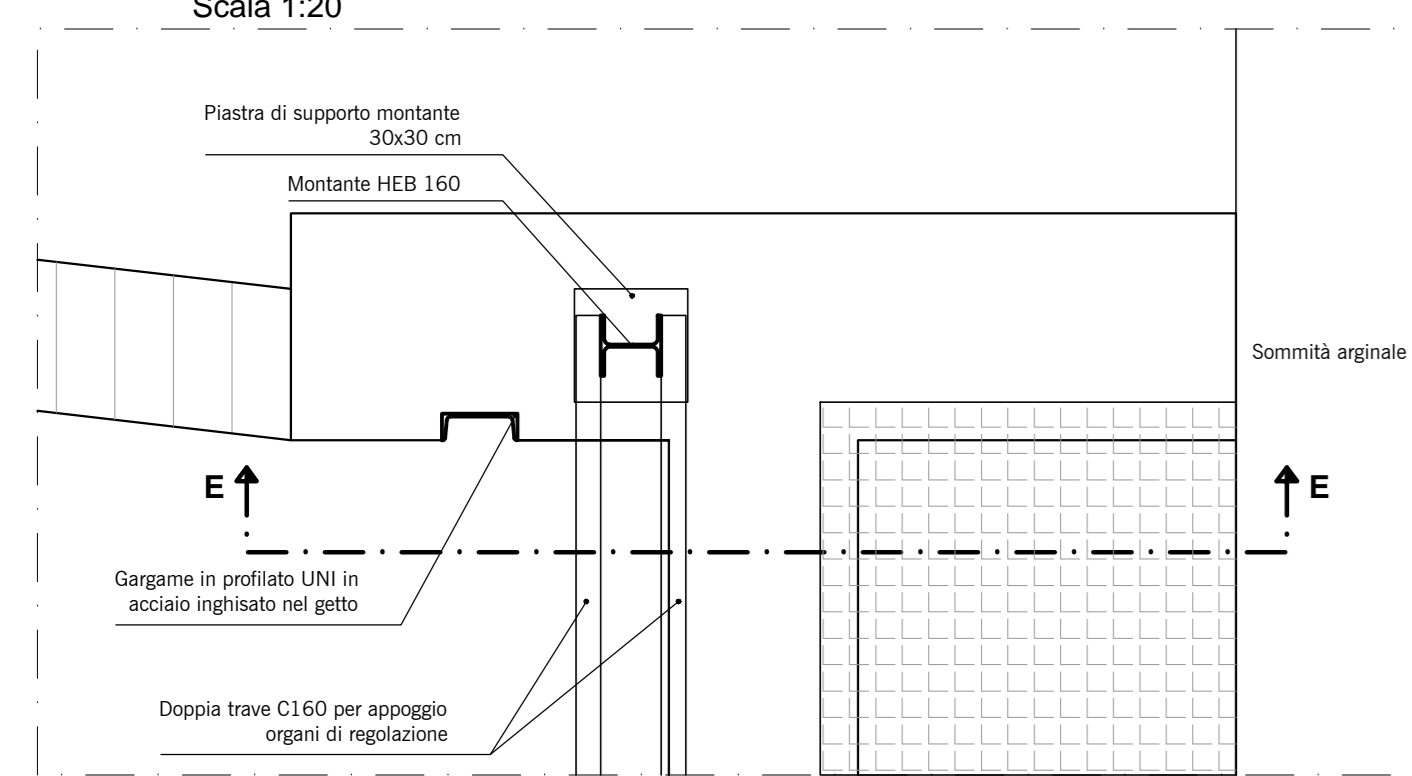 Scala 1:20
Piastra di supporto montante
30x30 cm
Montante HEB 160
Sommità arginale
E
E
Gargame in profilato UNI in
acciaio inghisato nel getto
Doppia trave C160 per appoggio
organi di regolazione